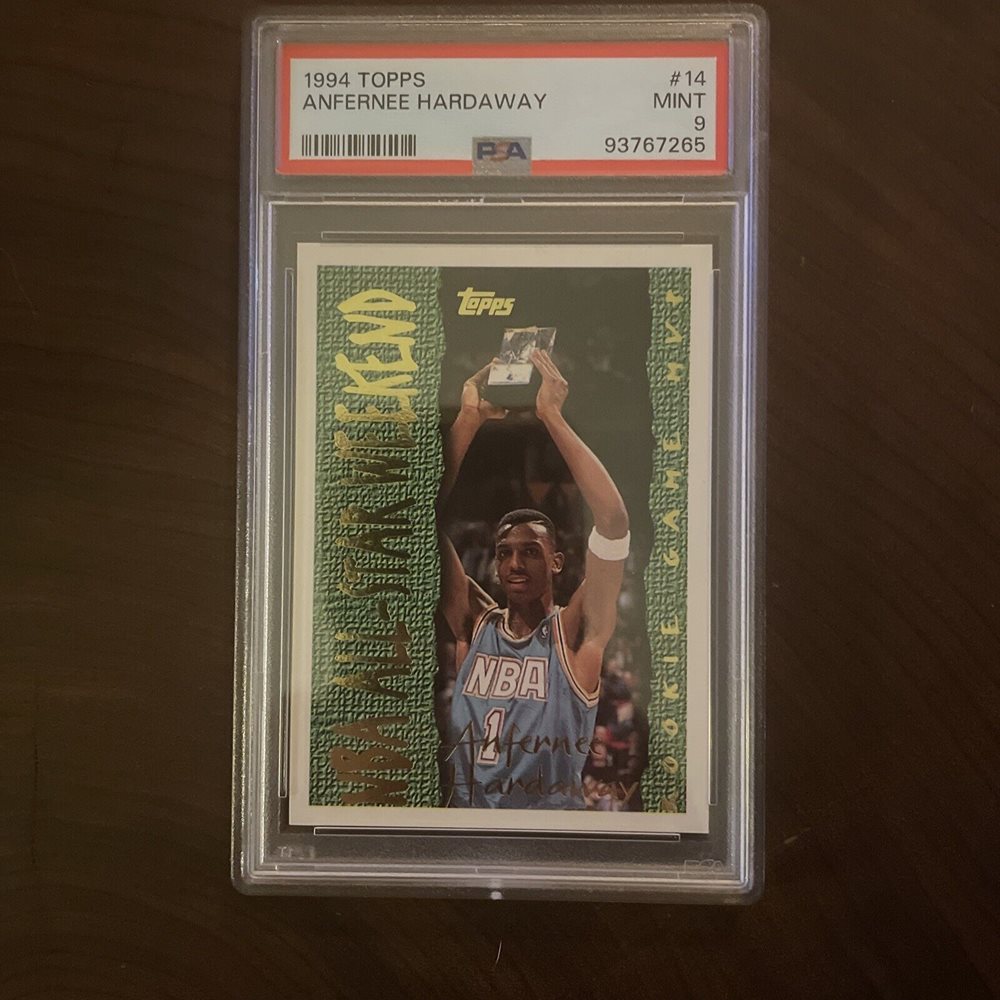 1994 TOPPS
#14
ANFERNEE HARDAWAY
MINT
9
PSA
93767265
NBA ALL-STAR WEEKEND
Topps
ROOKIE GAME MVP
NBA
1
Anfernee
Hardaway